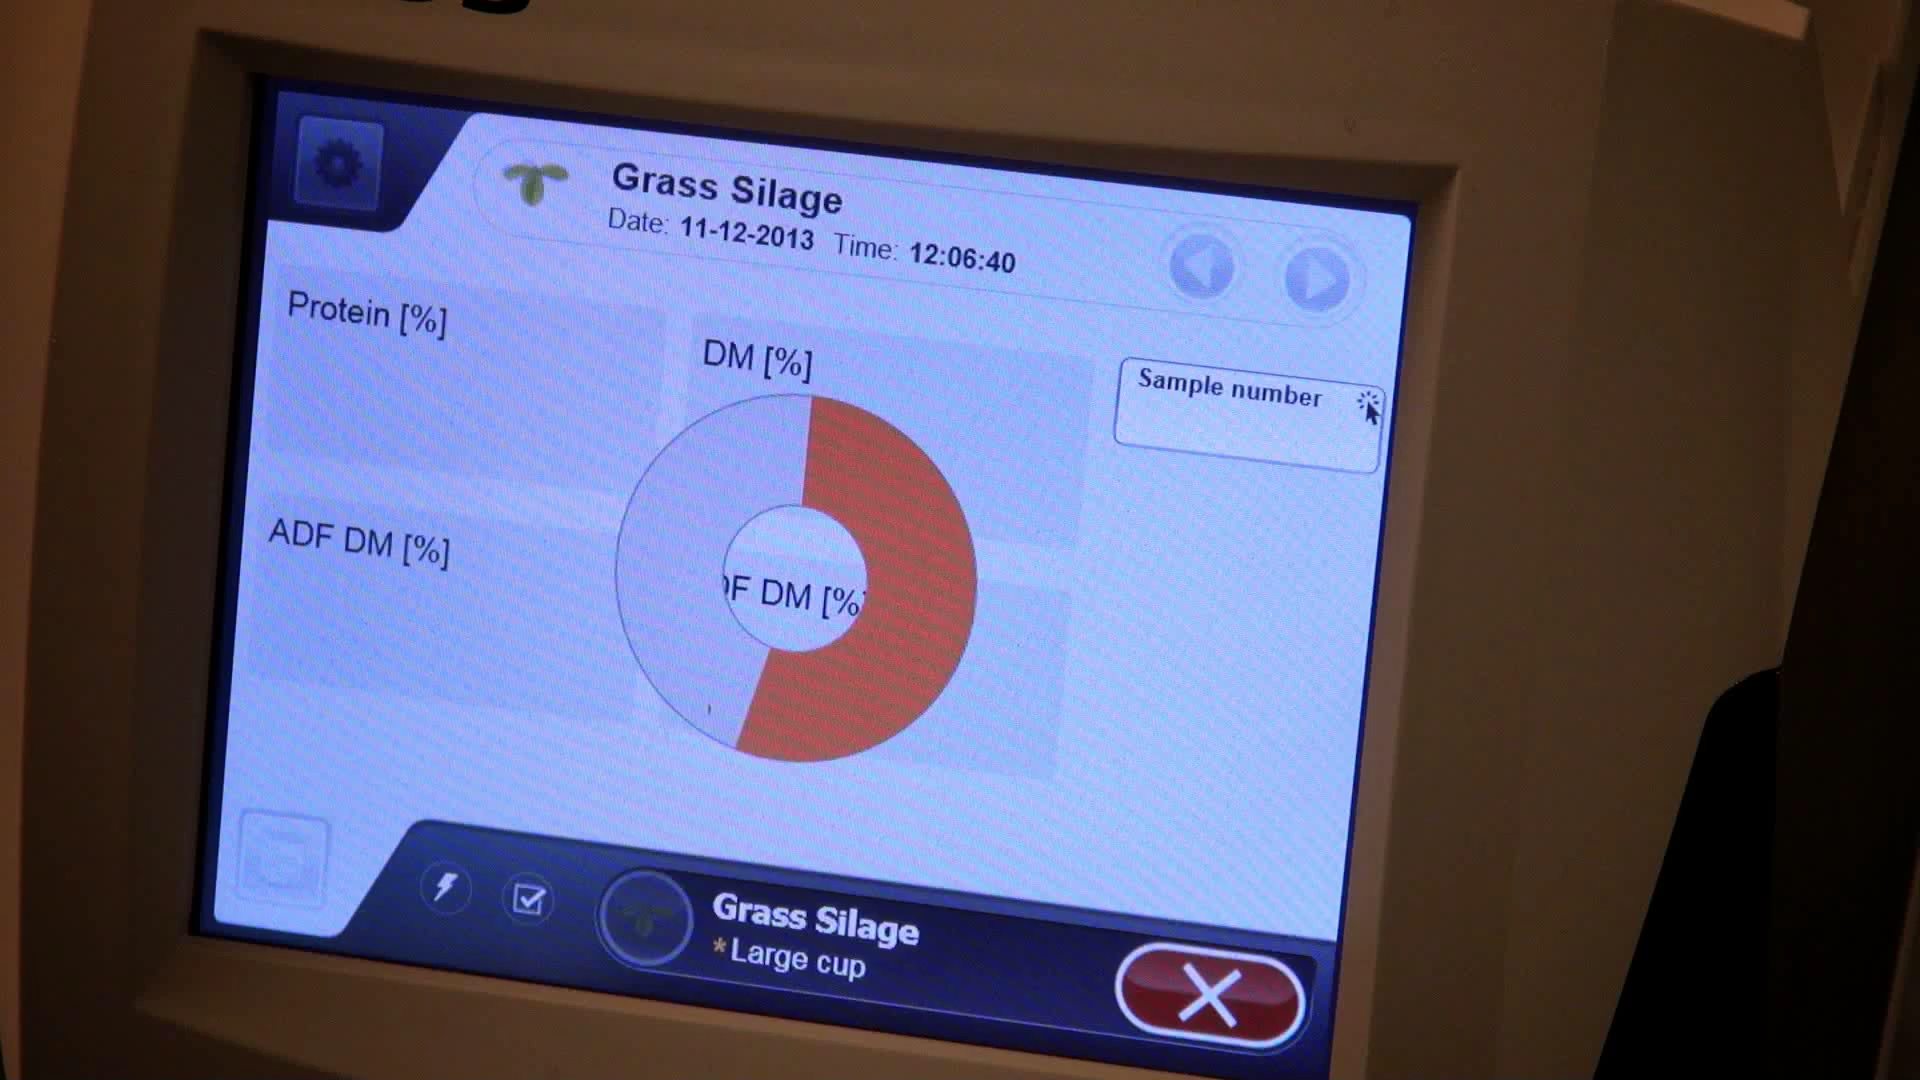 Grass Silage
Date: 11-12-2013 Time: 12:06:40
Protein [%]
DM [%]
Sample number
ADF DM [%]
F DM [%
Grass Silage
*Large cup